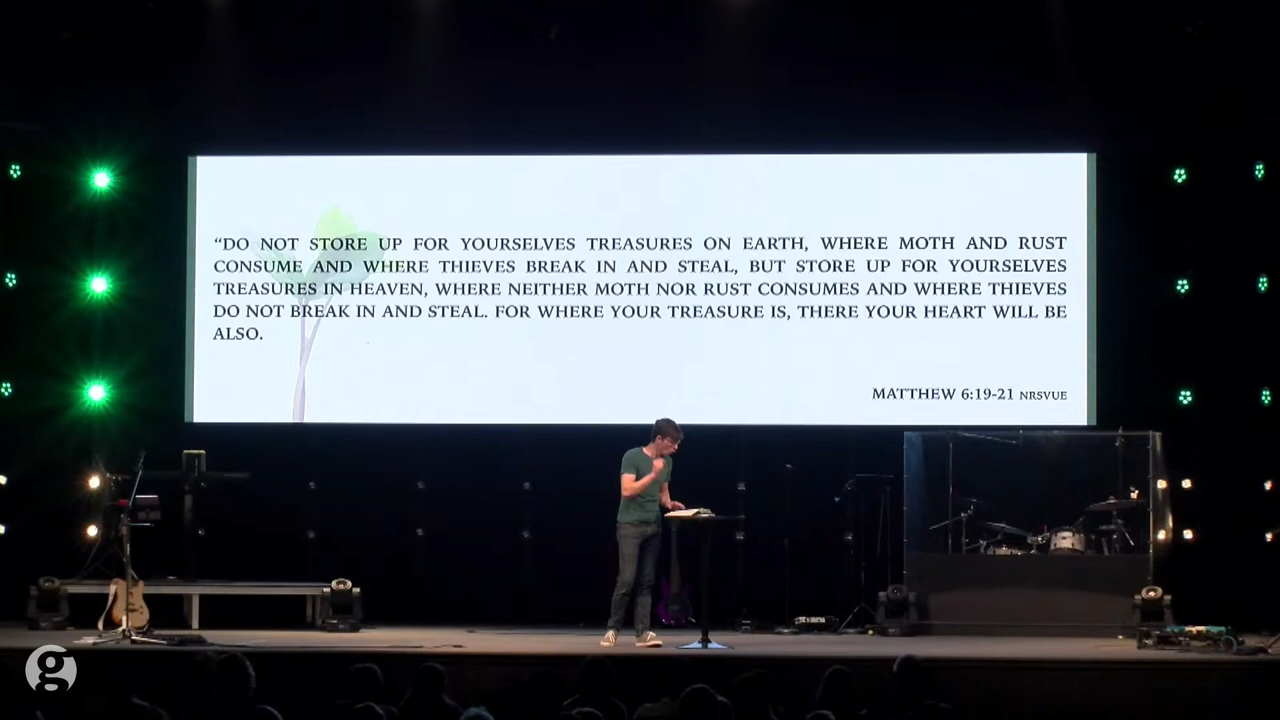 “DO NOT STORE UP FOR YOURSELVES TREASURES ON EARTH, WHERE MOTH AND RUST
CONSUME AND WHERE THIEVES BREAK IN AND STEAL, BUT STORE UP FOR YOURSELVES
TREASURES IN HEAVEN, WHERE NEITHER MOTH NOR RUST CONSUMES AND WHERE THIEVES
DO NOT BREAK IN AND STEAL. FOR WHERE YOUR TREASURE IS, THERE YOUR HEART WILL BE
ALSO.
MATTHEW 6:19-21 NRSVUE
g